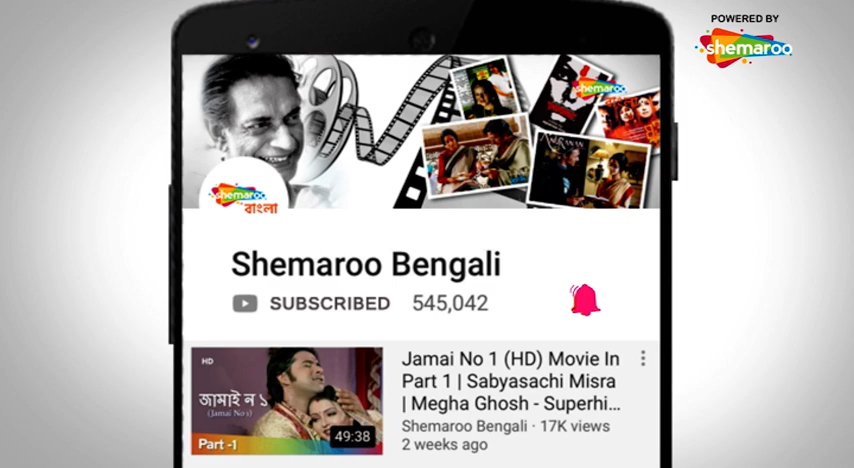 POWERED BY
shemaroo
shemaroo
shemaroo
বাংলা
Shemaroo Bengali
SUBSCRIBED 545,042
HD
জামাই ন ১
(Jamai No 1)
Part -1
49:38
Jamai No 1 (HD) Movie In
Part 1 | Sabyasachi Misra
| Megha Ghosh - Superhi...
Shemaroo Bengali · 17K views
2 weeks ago